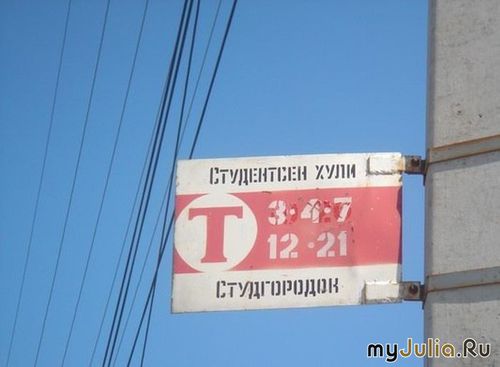 СТУДЕНТСЕН ХУЛИ
Т
3·4·7
12·21
СТУДГОРОДОК
myJulia.Ru